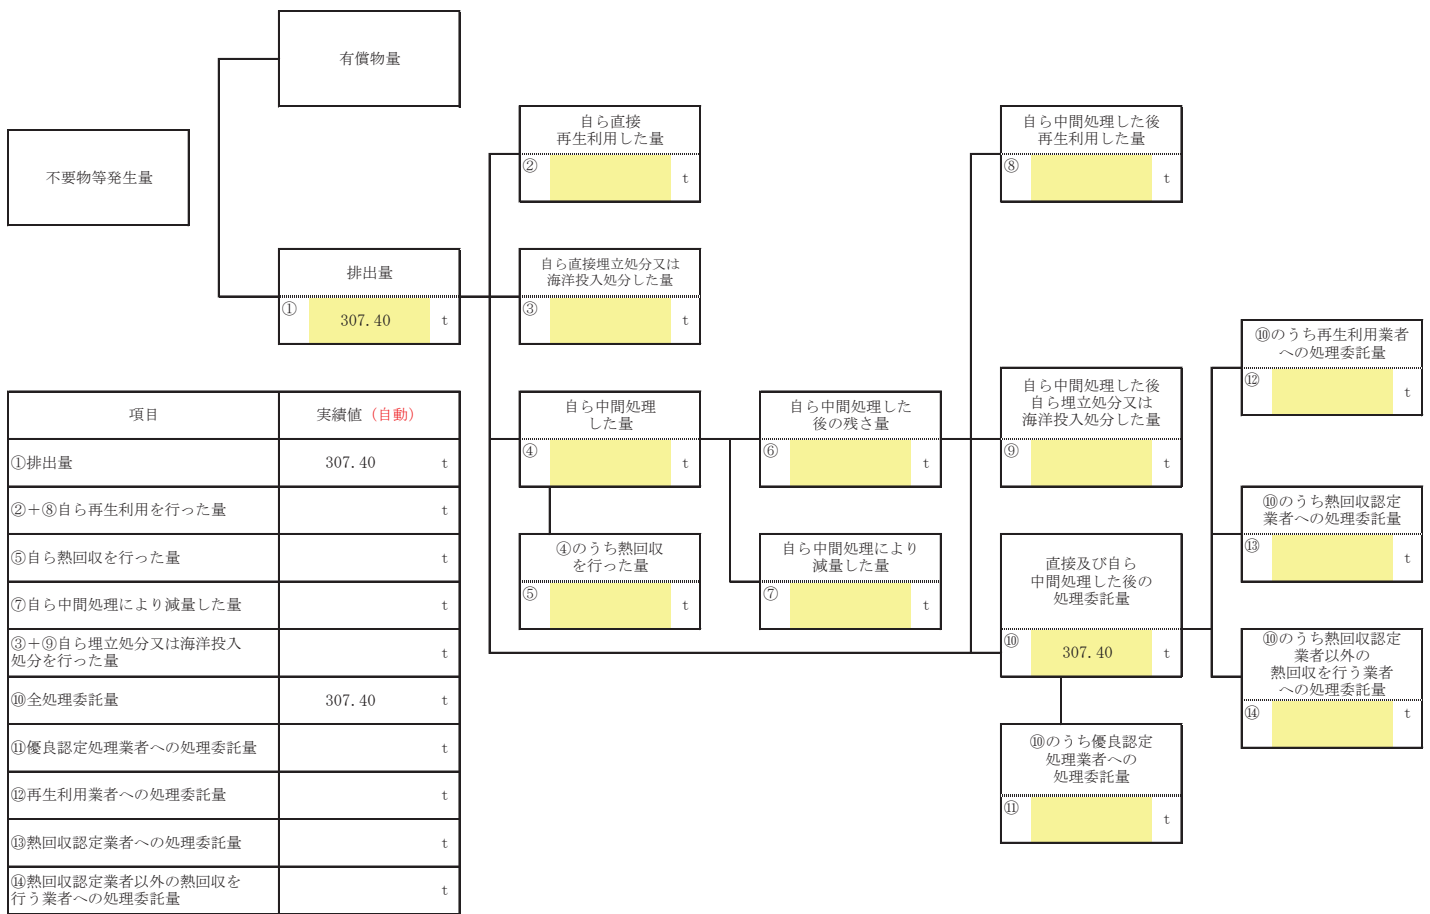 有償物量
不要物等発生量
排出量
① 307.40 t
自ら直接
再生利用した量
② t
自ら直接埋立処分又は
海洋投入処分した量
③ t
自ら中間処理
した量
④ t
④のうち熱回収
を行った量
⑤ t
自ら中間処理した
後の残さ量
⑥ t
自ら中間処理により
減量した量
⑦ t
自ら中間処理した後
再生利用した量
⑧ t
自ら中間処理した後
自ら埋立処分又は
海洋投入処分した量
⑨ t
直接及び自ら
中間処理した後の
処理委託量
⑩ 307.40 t
⑩のうち優良認定
処理業者への
処理委託量
⑪ t
⑩のうち再生利用業者
への処理委託量
⑫ t
⑩のうち熱回収認定
業者への処理委託量
⑬ t
⑩のうち熱回収認定
業者以外の
熱回収を行う業者
への処理委託量
⑭ t
項目 実績値（自動）
①排出量 307.40 t
②＋⑧自ら再生利用を行った量 t
⑤自ら熱回収を行った量 t
⑦自ら中間処理により減量した量 t
③＋⑨自ら埋立処分又は海洋投入
処分を行った量 t
⑩全処理委託量 307.40 t
⑪優良認定処理業者への処理委託量 t
⑫再生利用業者への処理委託量 t
⑬熱回収認定業者への処理委託量 t
⑭熱回収認定業者以外の熱回収を
行う業者への処理委託量 t